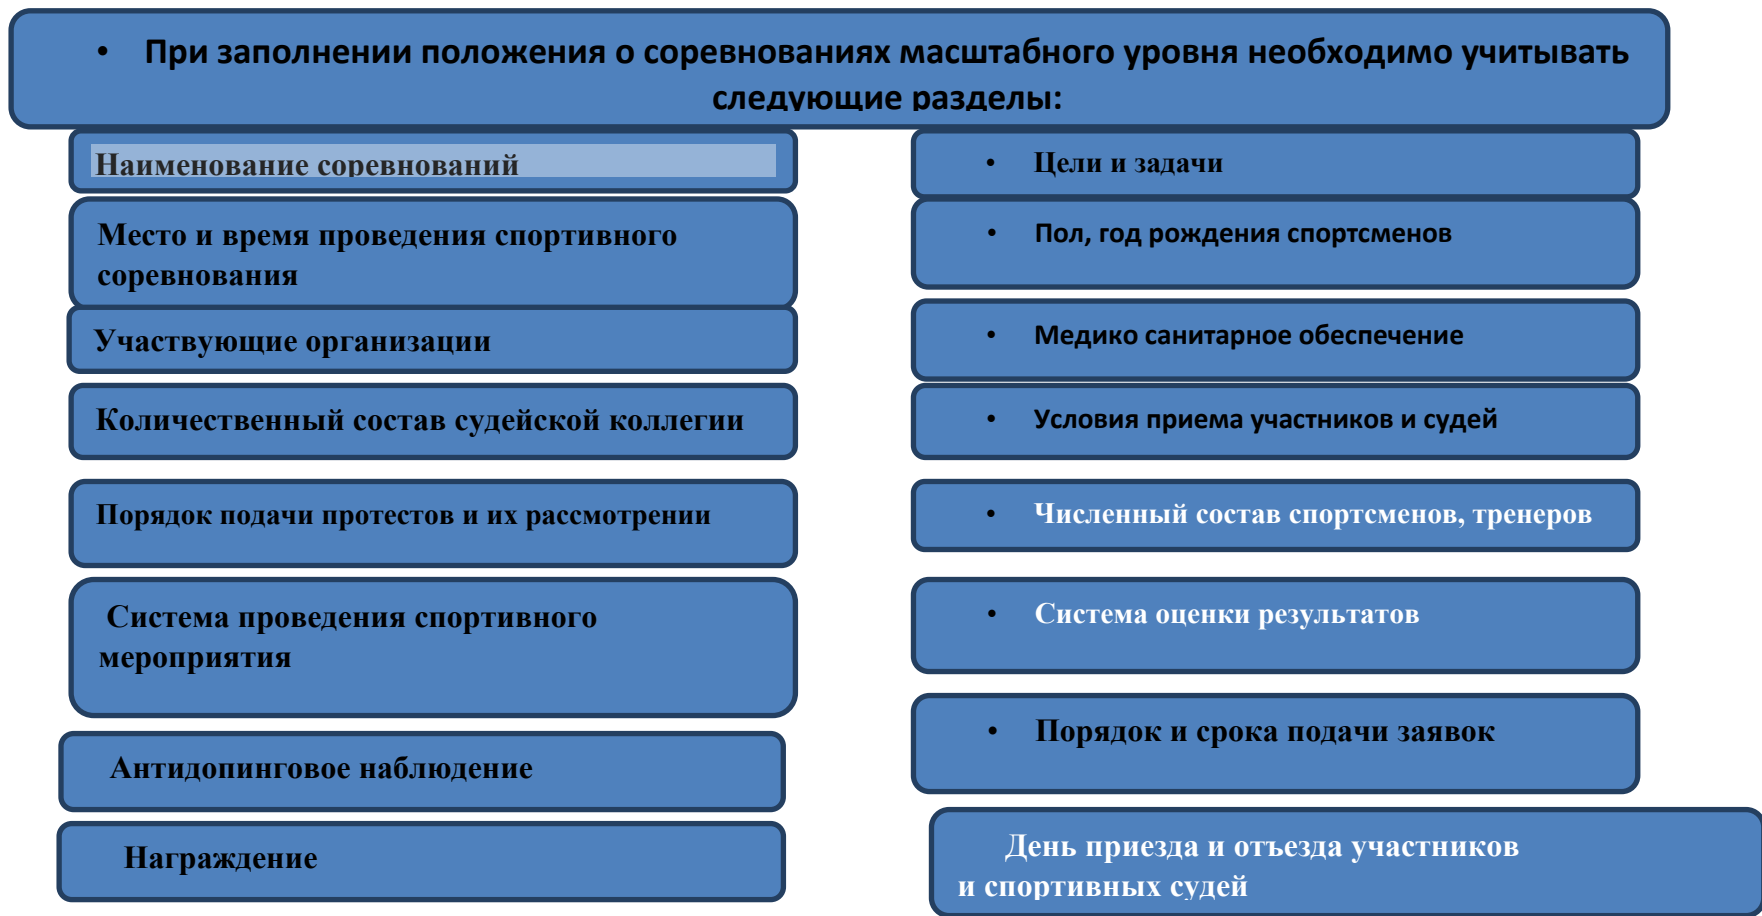 • При заполнении положения о соревнованиях масштабного уровня необходимо учитывать
следующие разделы:
Наименование соревнований
Место и время проведения спортивного
соревнования
Участвующие организации
Количественный состав судейской коллегии
Порядок подачи протестов и их рассмотрении
Система проведения спортивного
мероприятия
Антидопинговое наблюдение
Награждение
• Цели и задачи
• Пол, год рождения спортсменов
• Медико санитарное обеспечение
• Условия приема участников и судей
• Численный состав спортсменов, тренеров
• Система оценки результатов
• Порядок и срока подачи заявок
День приезда и отъезда участников
и спортивных судей